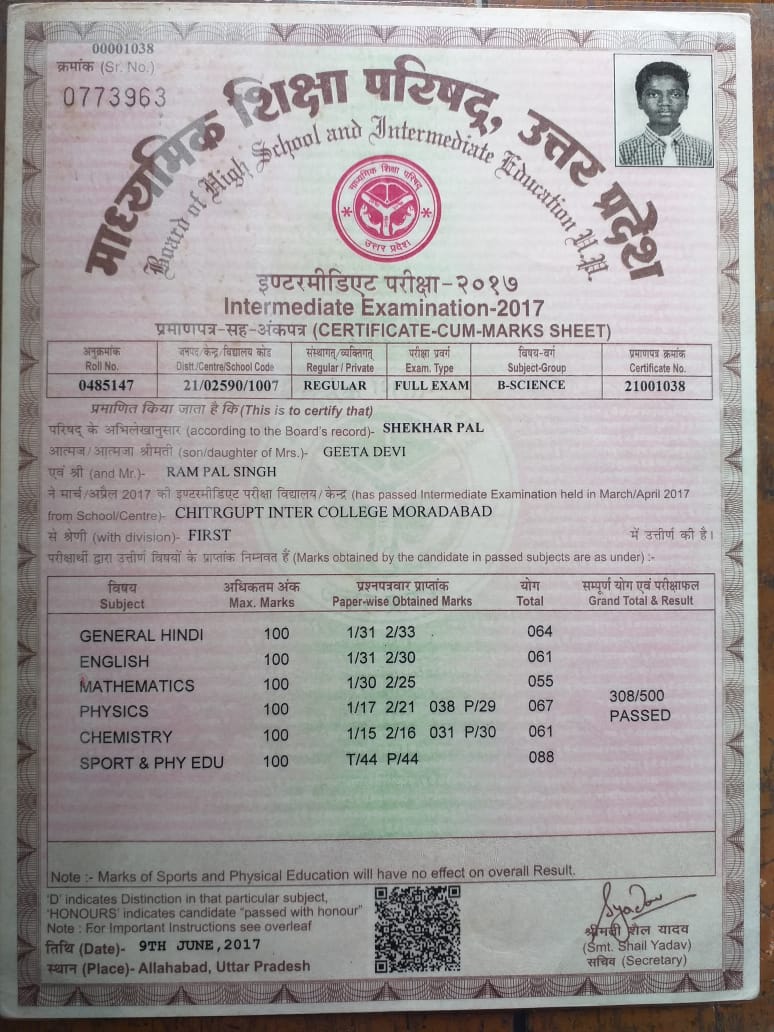 00001038
क्रमांक (Sr. No.)
0773963
माध्यमिक शिक्षा परिषद्, उत्तर प्रदेश
Board of High School and Intermediate Education U.P.
माध्यमिक शिक्षा परिषद्
उत्तर प्रदेश
इण्टरमीडिएट परीक्षा-२०१७
Intermediate Examination-2017
प्रमाणपत्र-सह-अंकपत्र (CERTIFICATE-CUM-MARKS SHEET)
अनुक्रमांक जनपद/केन्द्र/विद्यालय कोड संस्थागत्/व्यक्तिगत् परीक्षा प्रवर्ग विषय-वर्ग प्रमाणपत्र क्रमांक
Roll No. Distt./Centre/School Code Regular / Private Exam. Type Subject-Group Certificate No.
0485147 21/02590/1007 REGULAR FULL EXAM B-SCIENCE 21001038
प्रमाणित किया जाता है कि (This is to certify that)
परिषद् के अभिलेखानुसार (according to the Board's record)- SHEKHAR PAL
आत्मज/आत्मजा श्रीमती (son/daughter of Mrs.)- GEETA DEVI
एवं श्री (and Mr.)- RAM PAL SINGH
ने मार्च/अप्रैल 2017 की इण्टरमीडिएट परीक्षा विद्यालय/केन्द्र (has passed Intermediate Examination held in March/April 2017
from School/Centre)- CHITRGUPT INTER COLLEGE MORADABAD
से श्रेणी (with division)- FIRST में उत्तीर्ण की है।
परीक्षार्थी द्वारा उत्तीर्ण विषयों के प्राप्तांक निम्नवत हैं (Marks obtained by the candidate in passed subjects are as under) :-
विषय अधिकतम अंक प्रश्नपत्रवार प्राप्तांक योग सम्पूर्ण योग एवं परीक्षाफल
Subject Max. Marks Paper-wise Obtained Marks Total Grand Total & Result
GENERAL HINDI 100 1/31 2/33 064
ENGLISH 100 1/31 2/30 061
MATHEMATICS 100 1/30 2/25 055
308/500
PHYSICS 100 1/17 2/21 038 P/29 067
PASSED
CHEMISTRY 100 1/15 2/16 031 P/30 061
SPORT & PHY EDU 100 T/44 P/44 088
Note :- Marks of Sports and Physical Education will have no effect on overall Result.
'D' indicates Distinction in that particular subject,
'HONOURS' indicates candidate "passed with honour"
Note : For Important Instructions see overleaf
तिथि (Date)- 9TH JUNE,2017
स्थान (Place)- Allahabad, Uttar Pradesh
श्रीमती शैल यादव
(Smt. Shail Yadav)
सचिव (Secretary)